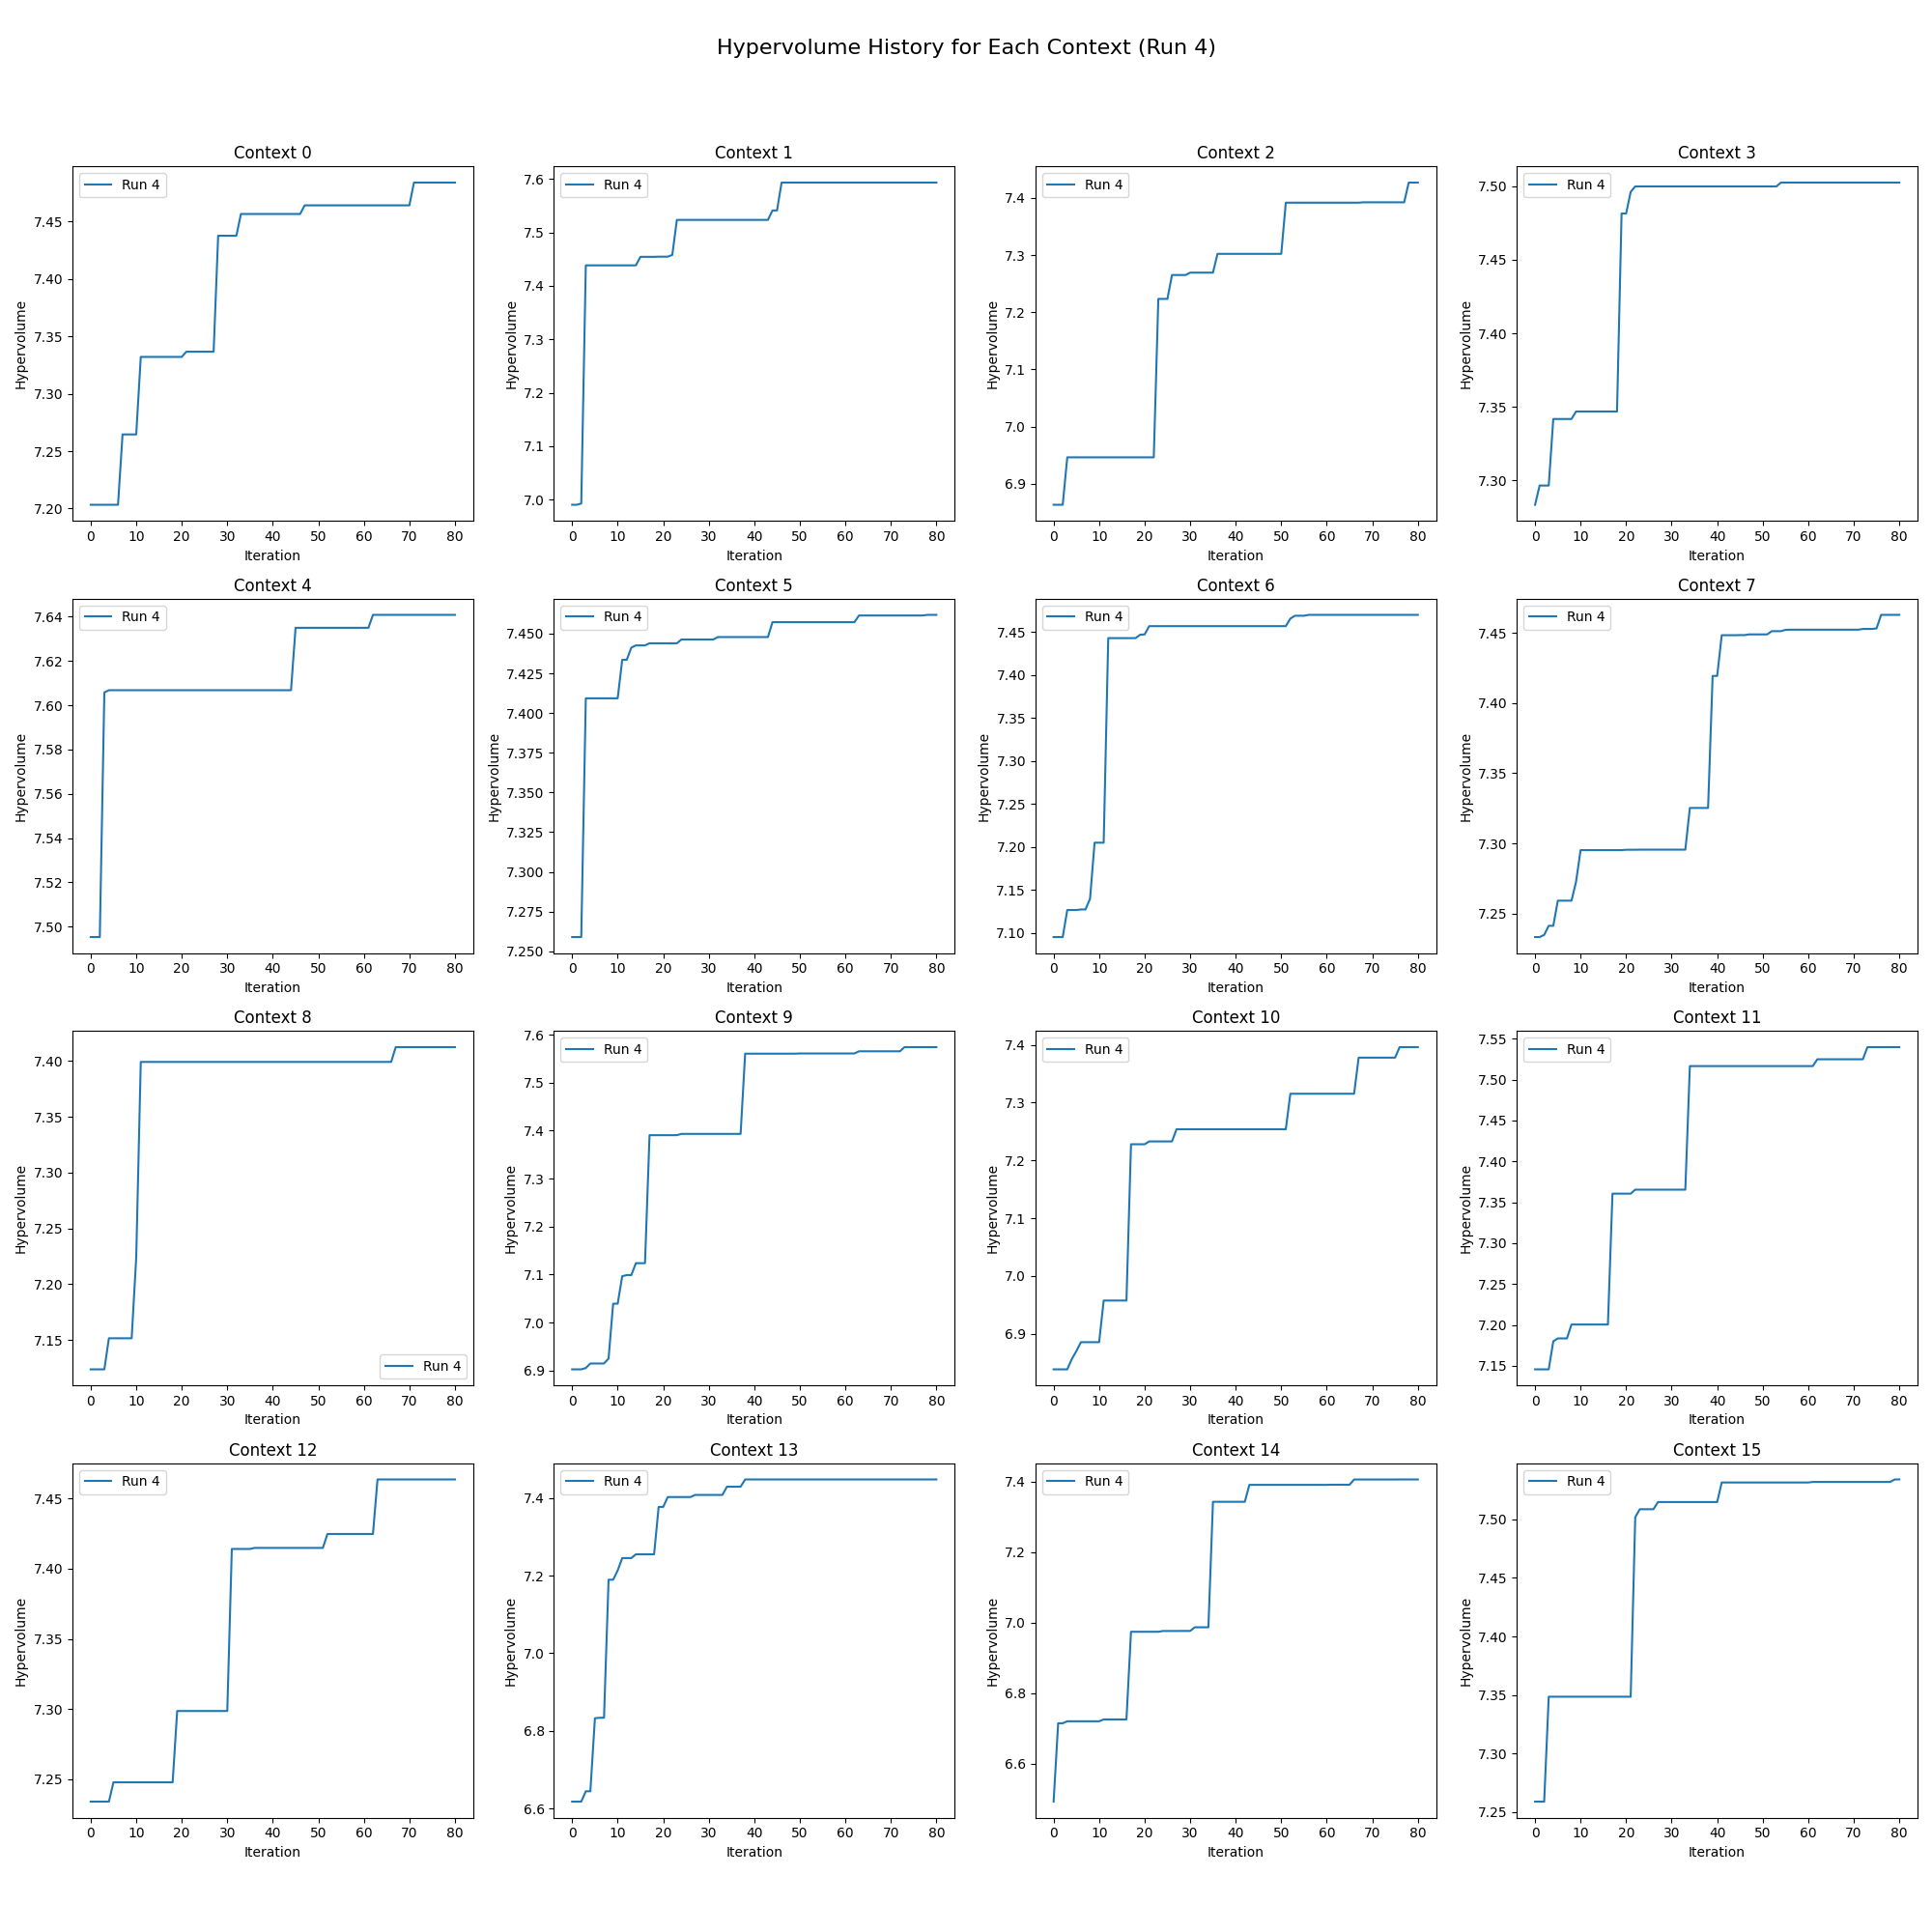 Hypervolume History for Each Context (Run 4)
Context 0
Run 4
Hypervolume
7.45
7.40
7.35
7.30
7.25
7.20
0 10 20 30 40 50 60 70 80
Iteration
Context 1
Run 4
Hypervolume
7.6
7.5
7.4
7.3
7.2
7.1
7.0
0 10 20 30 40 50 60 70 80
Iteration
Context 2
Run 4
Hypervolume
7.4
7.3
7.2
7.1
7.0
6.9
0 10 20 30 40 50 60 70 80
Iteration
Context 3
Run 4
Hypervolume
7.50
7.45
7.40
7.35
7.30
0 10 20 30 40 50 60 70 80
Iteration
Context 4
Run 4
Hypervolume
7.64
7.62
7.60
7.58
7.56
7.54
7.52
7.50
0 10 20 30 40 50 60 70 80
Iteration
Context 5
Run 4
Hypervolume
7.450
7.425
7.400
7.375
7.350
7.325
7.300
7.275
7.250
0 10 20 30 40 50 60 70 80
Iteration
Context 6
Run 4
Hypervolume
7.45
7.40
7.35
7.30
7.25
7.20
7.15
7.10
0 10 20 30 40 50 60 70 80
Iteration
Context 7
Run 4
Hypervolume
7.45
7.40
7.35
7.30
7.25
0 10 20 30 40 50 60 70 80
Iteration
Context 8
Run 4
Hypervolume
7.40
7.35
7.30
7.25
7.20
7.15
0 10 20 30 40 50 60 70 80
Iteration
Context 9
Run 4
Hypervolume
7.6
7.5
7.4
7.3
7.2
7.1
7.0
6.9
0 10 20 30 40 50 60 70 80
Iteration
Context 10
Run 4
Hypervolume
7.4
7.3
7.2
7.1
7.0
6.9
0 10 20 30 40 50 60 70 80
Iteration
Context 11
Run 4
Hypervolume
7.55
7.50
7.45
7.40
7.35
7.30
7.25
7.20
7.15
0 10 20 30 40 50 60 70 80
Iteration
Context 12
Run 4
Hypervolume
7.45
7.40
7.35
7.30
7.25
0 10 20 30 40 50 60 70 80
Iteration
Context 13
Run 4
Hypervolume
7.4
7.2
7.0
6.8
6.6
0 10 20 30 40 50 60 70 80
Iteration
Context 14
Run 4
Hypervolume
7.4
7.2
7.0
6.8
6.6
0 10 20 30 40 50 60 70 80
Iteration
Context 15
Run 4
Hypervolume
7.50
7.45
7.40
7.35
7.30
7.25
0 10 20 30 40 50 60 70 80
Iteration